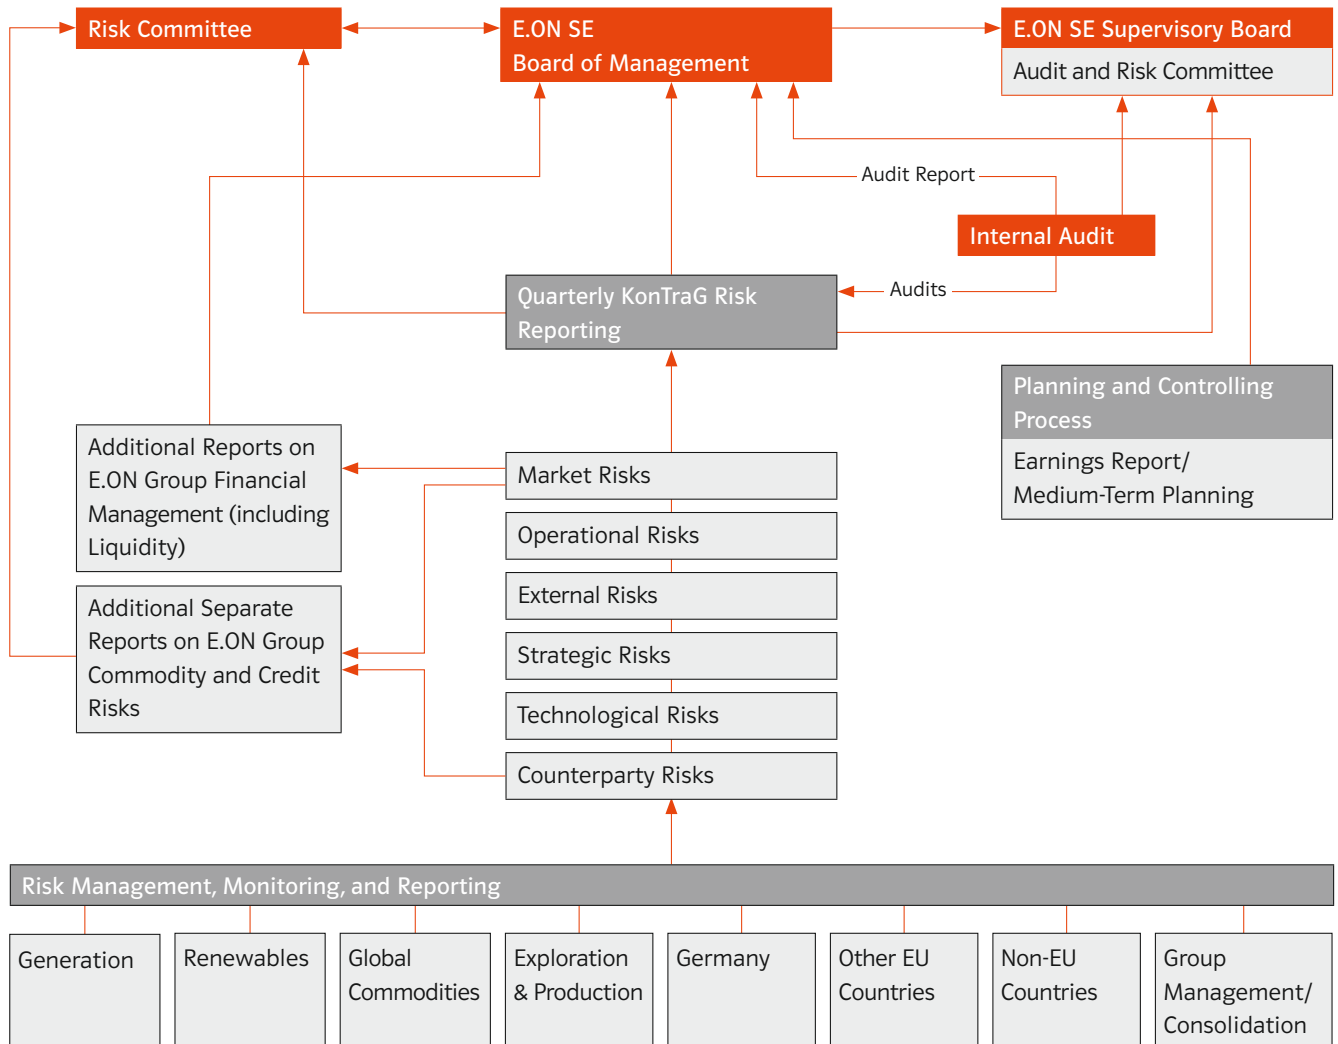 Risk Committee
E.ON SE
Board of Management
E.ON SE Supervisory Board
Audit and Risk Committee
Audit Report
Internal Audit
Audits
Quarterly KonTraG Risk
Reporting
Planning and Controlling
Process
Earnings Report/
Medium-Term Planning
Additional Reports on
E.ON Group Financial
Management (including
Liquidity)
Additional Separate
Reports on E.ON Group
Commodity and Credit
Risks
Market Risks
Operational Risks
External Risks
Strategic Risks
Technological Risks
Counterparty Risks
Risk Management, Monitoring, and Reporting
Generation
Renewables
Global
Commodities
Exploration
& Production
Germany
Other EU
Countries
Non-EU
Countries
Group
Management/
Consolidation